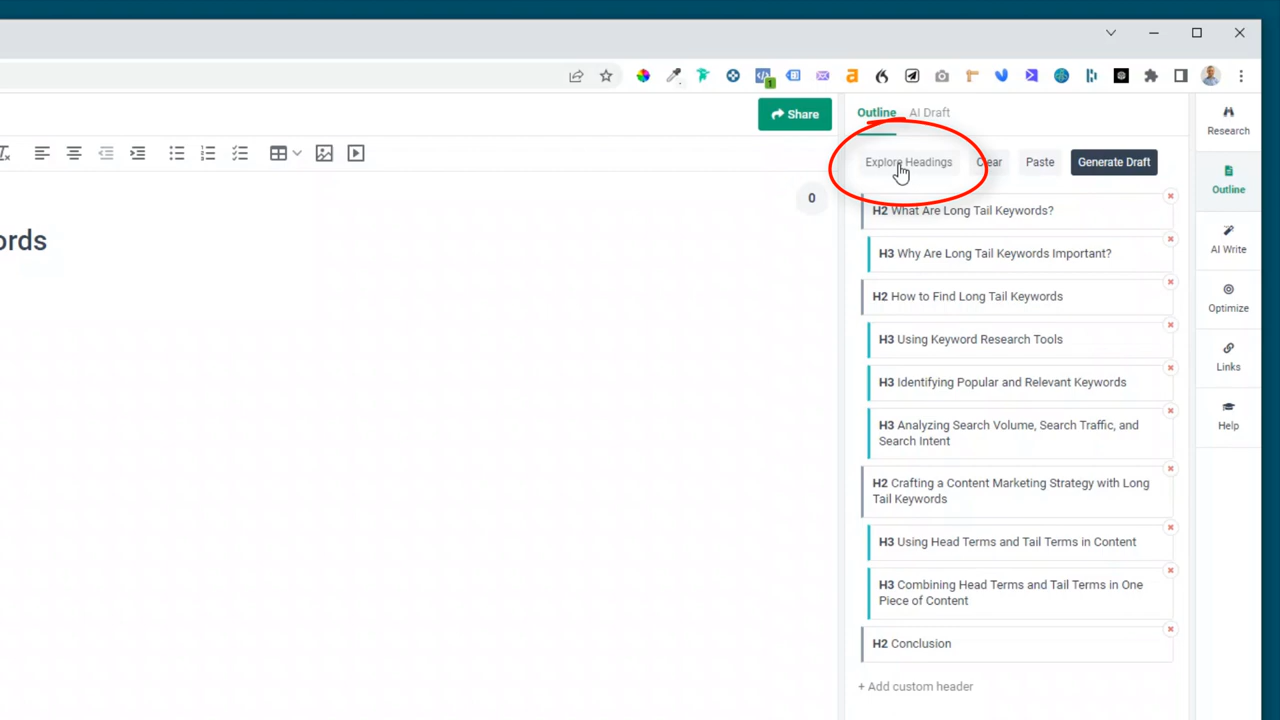 1
Share
Outline
AI Draft
Research
Explore Headings
Clear
Paste
Generate Draft
0
ords
H2 What Are Long Tail Keywords?
H3 Why Are Long Tail Keywords Important?
H2 How to Find Long Tail Keywords
H3 Using Keyword Research Tools
H3 Identifying Popular and Relevant Keywords
H3 Analyzing Search Volume, Search Traffic, and
Search Intent
H2 Crafting a Content Marketing Strategy with Long
Tail Keywords
H3 Using Head Terms and Tail Terms in Content
H3 Combining Head Terms and Tail Terms in One
Piece of Content
H2 Conclusion
+ Add custom header
Outline
AI Write
Optimize
Links
Help